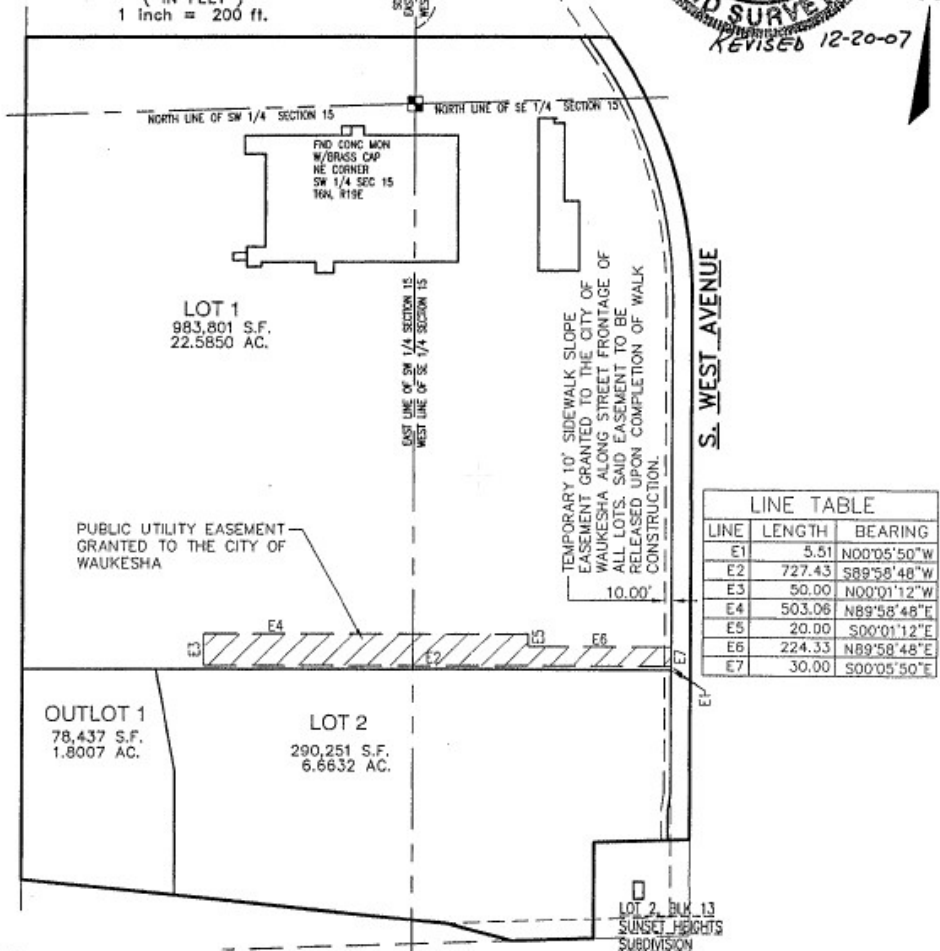 ( IN FEET )
1 inch = 200 ft.
D SURVE
REVISED 12-20-07
NORTH LINE OF SW 1/4 SECTION 15
NORTH LINE OF SE 1/4 SECTION 15
FND CONC MON
W/BRASS CAP
NE CORNER
SW 1/4 SEC 15
T6N, R19E
LOT 1
983,801 S.F.
22.5850 AC.
EAST LINE OF SW 1/4 SECTION 15
WEST LINE OF SE 1/4 SECTION 15
TEMPORARY 10' SIDEWALK SLOPE
EASEMENT GRANTED TO THE CITY OF
WAUKESHA ALONG STREET FRONTAGE OF
ALL LOTS. SAID EASEMENT TO BE
RELEASED UPON COMPLETION OF WALK
CONSTRUCTION.
10.00'
S. WEST AVENUE
PUBLIC UTILITY EASEMENT
GRANTED TO THE CITY OF
WAUKESHA
LINE TABLE
LINE LENGTH BEARING
E1 5.51 N00°05'50"W
E2 727.43 S89°58'48"W
E3 50.00 N00°01'12"W
E4 503.06 N89°58'48"E
E5 20.00 S00°01'12"E
E6 224.33 N89°58'48"E
E7 30.00 S00°05'50"E
E4
E3
E5
E6
E2
E7
E1
OUTLOT 1
78,437 S.F.
1.8007 AC.
LOT 2
290,251 S.F.
6.6632 AC.
LOT 2, BLK 13
SUNSET HEIGHTS
SUBDIVISION